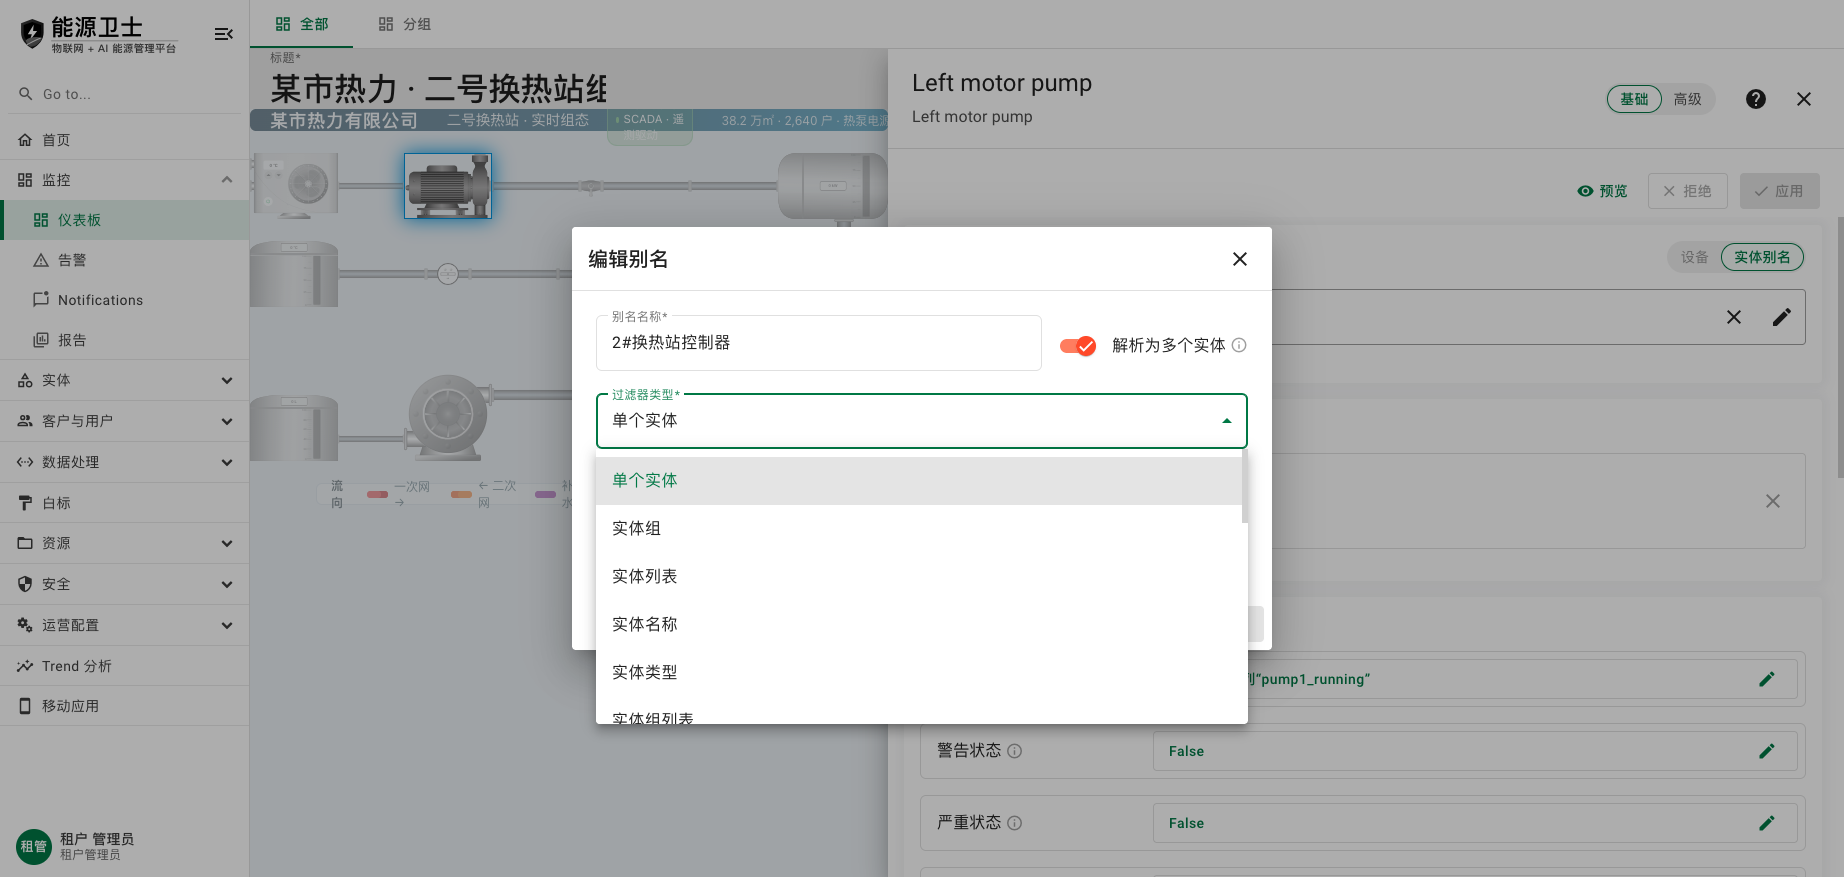 能源卫士
物联网 + AI 能源管理平台
Go to...
首页
监控
仪表板
告警
Notifications
报告
实体
客户与用户
数据处理
白标
资源
安全
运营配置
Trend 分析
移动应用
租管
租户 管理员
租户管理员
全部
分组
标题*
某市热力 · 二号换热站组
某市热力有限公司
二号换热站 · 实时组态
SCADA · 遥
38.2 万㎡ · 2,640 户 · 热泵电源
流向
一次网 →
← 二次网
补水
Left motor pump
Left motor pump
基础
高级
预览
拒绝
应用
设备
实体别名
编辑别名
别名名称*
2#换热站控制器
解析为多个实体
过滤器类型*
单个实体
单个实体
实体组
实体列表
实体名称
实体类型
实体组列表
“pump1_running”
警告状态
False
严重状态
False